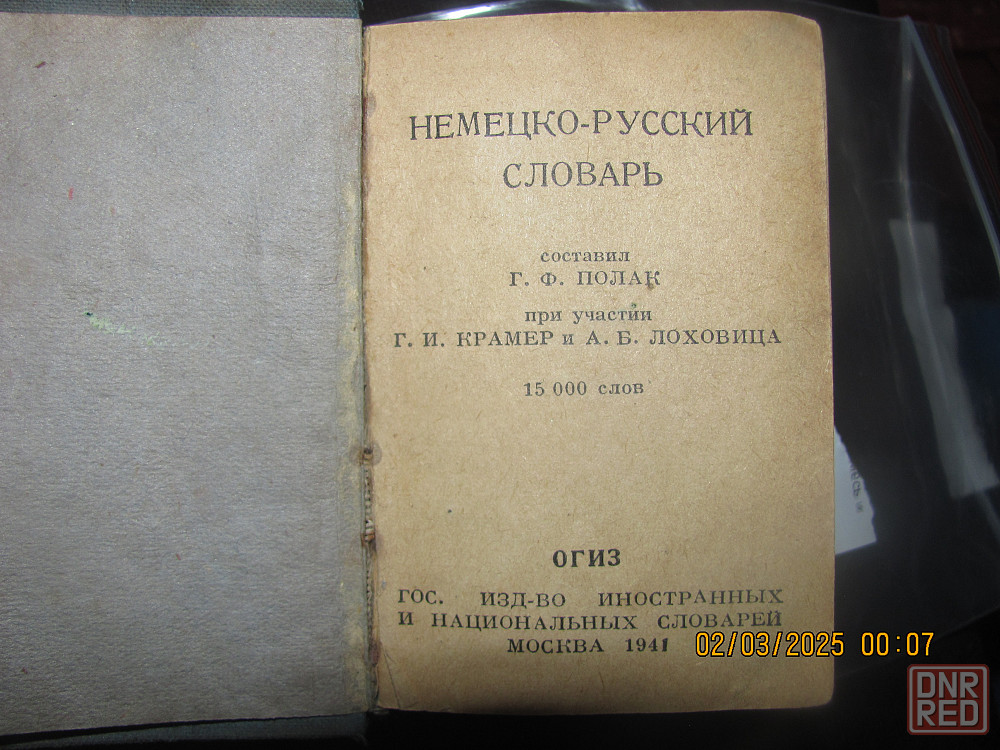 НЕМЕЦКО-РУССКИЙ
СЛОВАРЬ
составил
Г. Ф. ПОЛАК
при участии
Г. И. КРАМЕР и А. Б. ЛОХОВИЦА
15 000 слов
ОГИЗ
ГОС. ИЗД-ВО ИНОСТРАННЫХ
И НАЦИОНАЛЬНЫХ СЛОВАРЕЙ
МОСКВА 1941
02/03/2025 00:07
DNR
RED